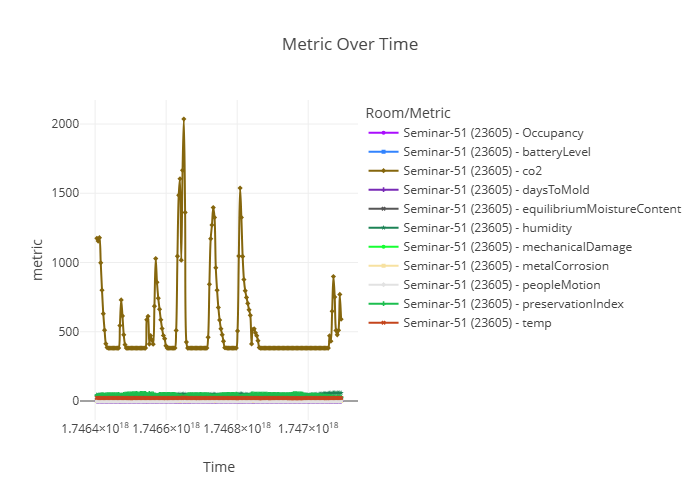 Metric Over Time
Room/Metric
Seminar-51 (23605) - Occupancy
Seminar-51 (23605) - batteryLevel
Seminar-51 (23605) - co2
Seminar-51 (23605) - daysToMold
Seminar-51 (23605) - equilibriumMoistureContent
Seminar-51 (23605) - humidity
Seminar-51 (23605) - mechanicalDamage
Seminar-51 (23605) - metalCorrosion
Seminar-51 (23605) - peopleMotion
Seminar-51 (23605) - preservationIndex
Seminar-51 (23605) - temp
metric
2000
1500
1000
500
0
1.7464×10¹⁸ 1.7466×10¹⁸ 1.7468×10¹⁸ 1.747×10¹⁸
Time